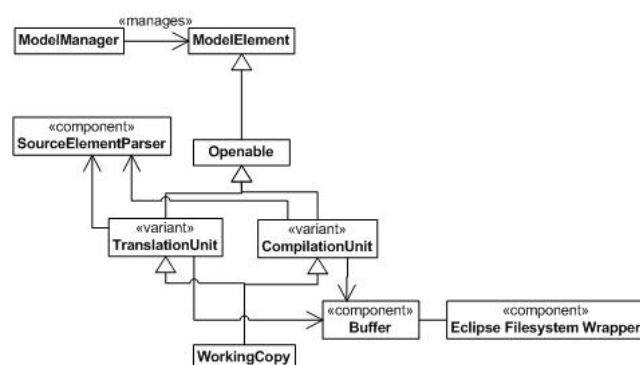 «manages»
ModelManager
ModelElement
«component»
SourceElementParser
Openable
«variant»
TranslationUnit
«variant»
CompilationUnit
«component»
Buffer
«component»
Eclipse Filesystem Wrapper
WorkingCopy